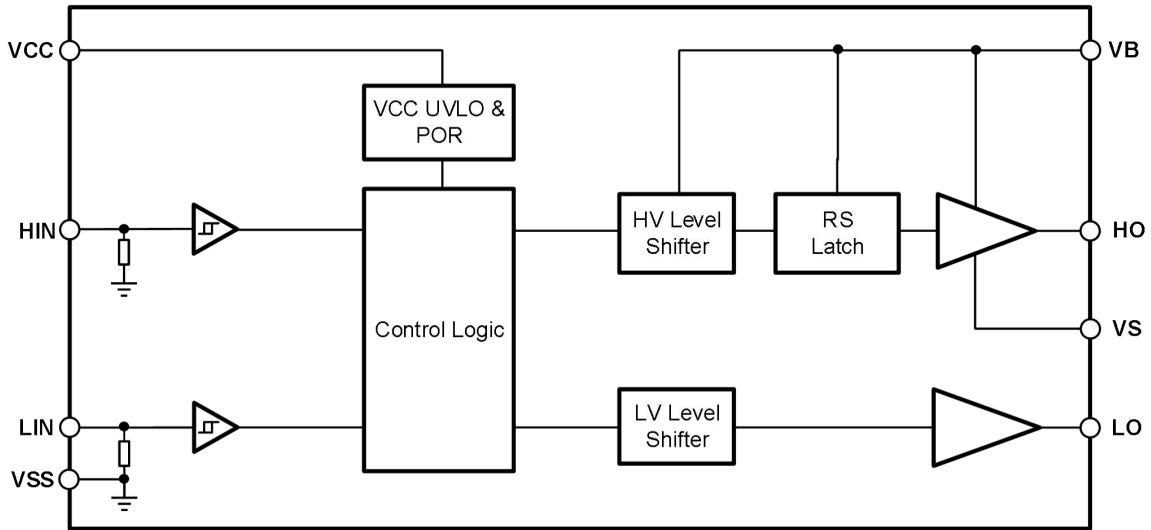 VCC
VB
VCC UVLO &
POR
HIN
HV Level
Shifter
RS
Latch
HO
Control Logic
VS
LIN
LV Level
Shifter
LO
VSS